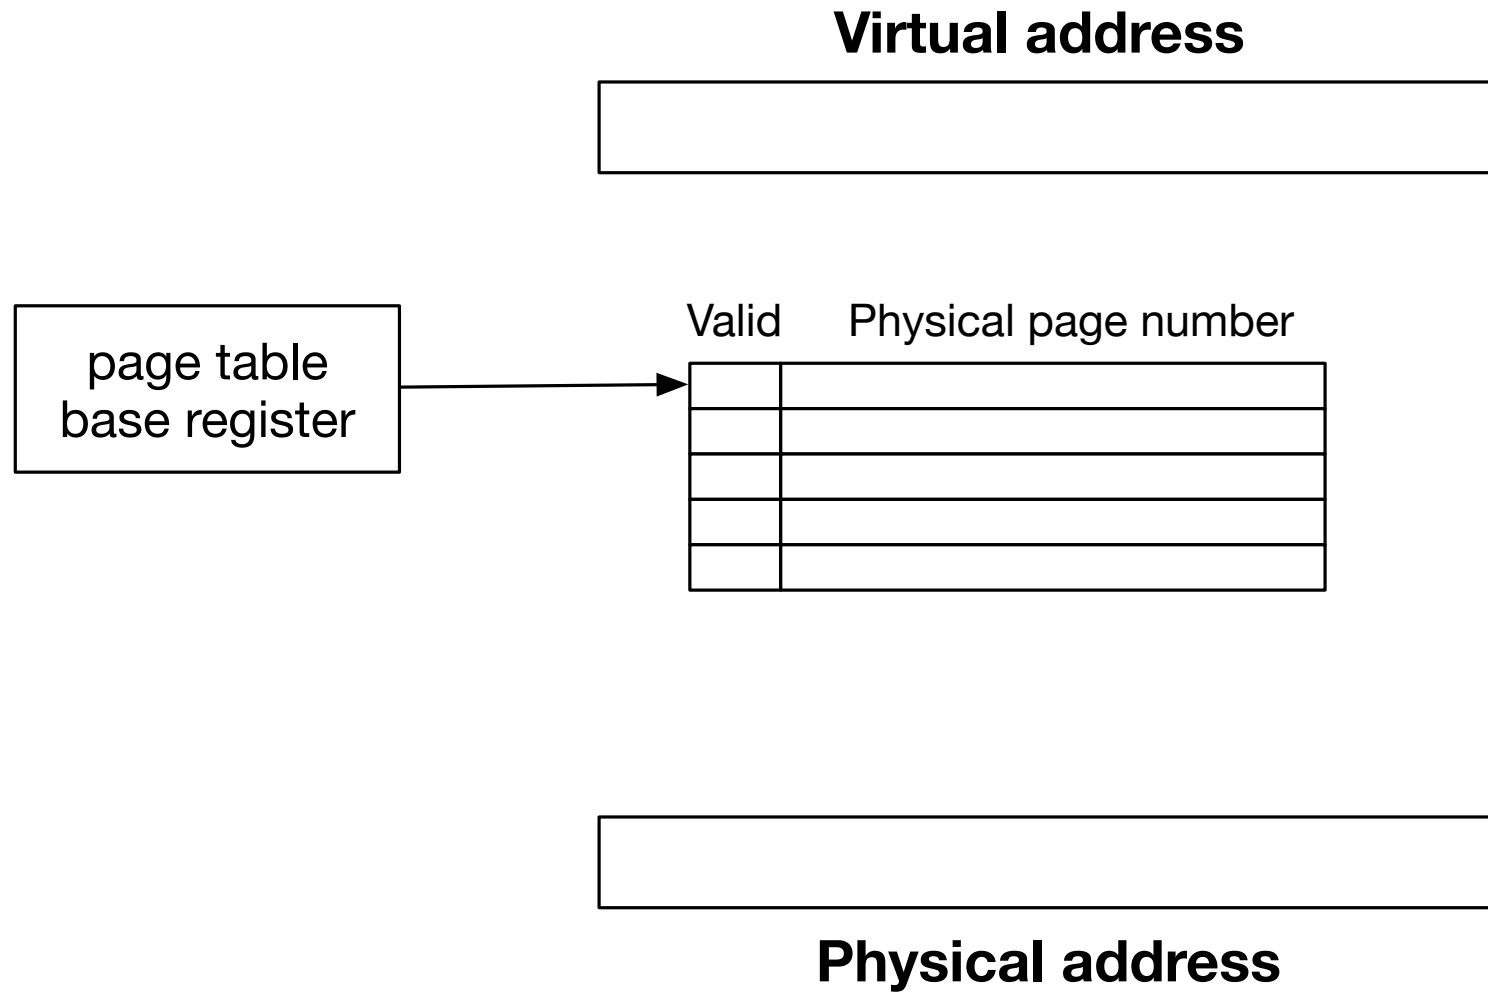 Virtual address
Valid Physical page number
page table
base register
Physical address